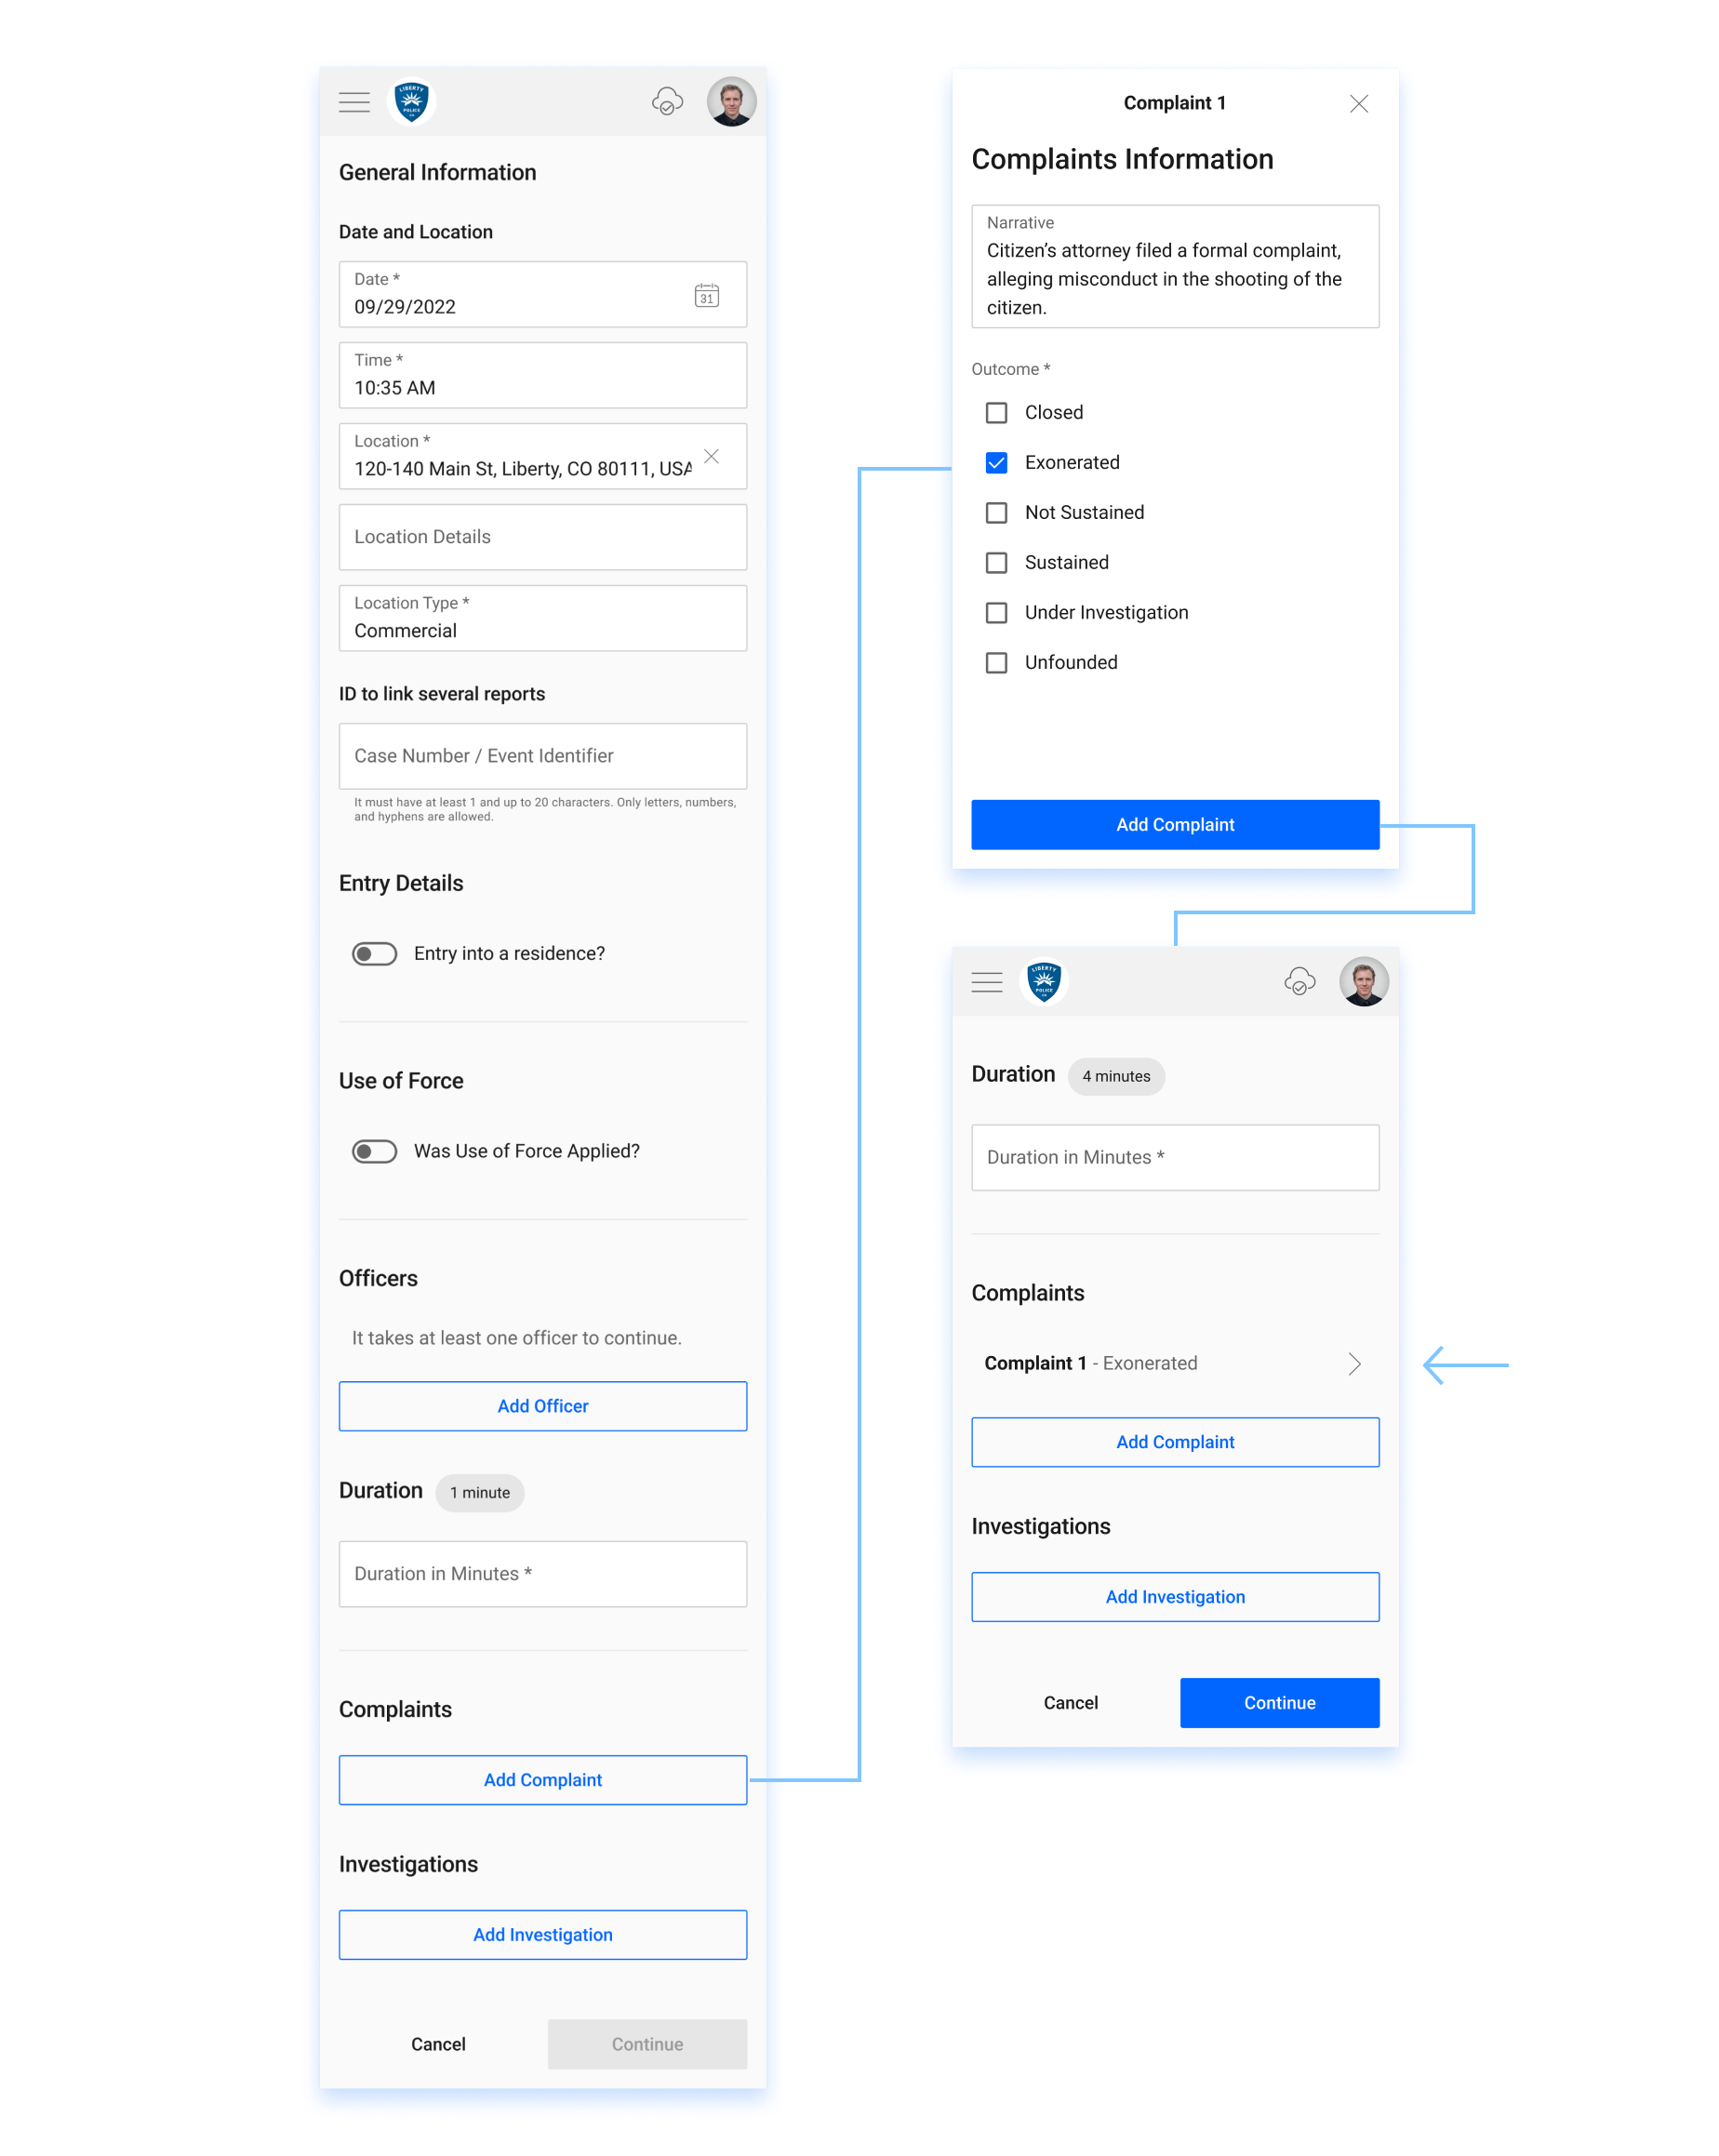 LIBERTY
POLICE
CO
General Information
Date and Location
Date *
09/29/2022
31
Time *
10:35 AM
Location *
120-140 Main St, Liberty, CO 80111, USA
Location Details
Location Type *
Commercial
ID to link several reports
Case Number / Event Identifier
It must have at least 1 and up to 20 characters. Only letters, numbers,
and hyphens are allowed.
Entry Details
Entry into a residence?
Use of Force
Was Use of Force Applied?
Officers
It takes at least one officer to continue.
Add Officer
Duration 1 minute
Duration in Minutes *
Complaints
Add Complaint
Investigations
Add Investigation
Cancel Continue
Complaint 1
Complaints Information
Narrative
Citizen’s attorney filed a formal complaint,
alleging misconduct in the shooting of the
citizen.
Outcome *
Closed
Exonerated
Not Sustained
Sustained
Under Investigation
Unfounded
Add Complaint
LIBERTY
POLICE
CO
Duration 4 minutes
Duration in Minutes *
Complaints
Complaint 1 - Exonerated
Add Complaint
Investigations
Add Investigation
Cancel Continue